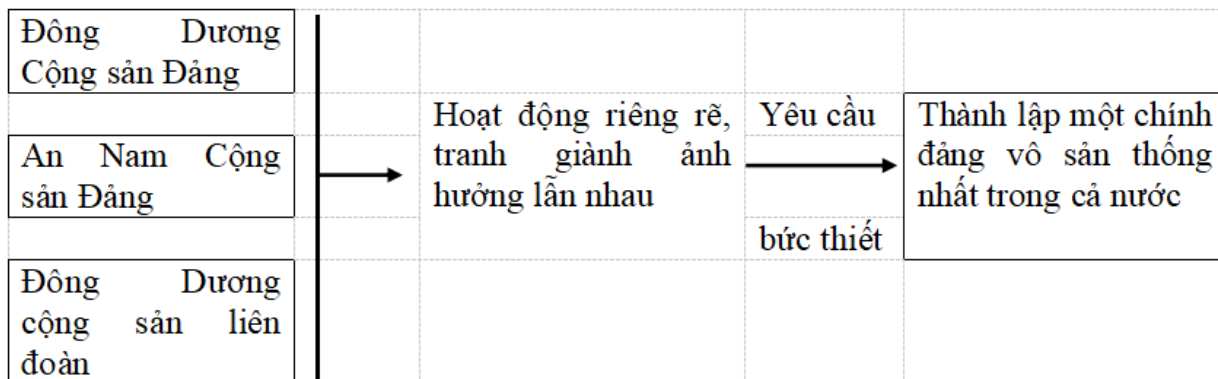 Đông Dương
Cộng sản Đảng
An Nam Cộng
sản Đảng
Đông Dương
cộng sản liên
đoàn
Hoạt động riêng rẽ,
tranh giành ảnh
hưởng lẫn nhau
Yêu cầu
bức thiết
Thành lập một chính
đảng vô sản thống
nhất trong cả nước